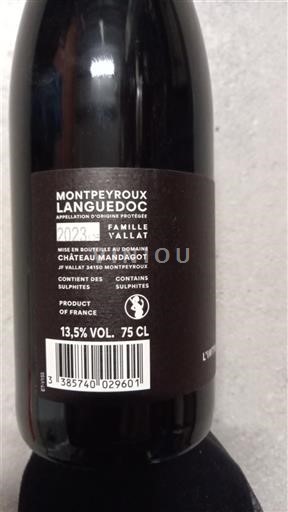 MONTPEYROUX
LANGUEDOC
APPELLATION D'ORIGINE PROTÉGÉE
2023 FAMILLE
VALLAT
MISE EN BOUTEILLE AU DOMAINE
CHÂTEAU MANDAGOT
JF VALLAT 34150 MONTPEYROUX
CONTIENT DES CONTAINS
SULPHITES SULPHITES
PRODUCT
OF FRANCE
13,5% VOL. 75 CL
3 385740 029601